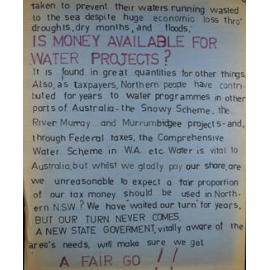 taken to prevent their waters running wasted
to the sea despite huge economic loss thro'
droughts, dry months, and floods.
IS MONEY AVAILABLE FOR
WATER PROJECTS?
It is found in great quantities for other things.
Also, as taxpayers, Northern people have contri-
buted for years to water programmes in other
parts of Australia - the Snowy Scheme, the
River Murray and Murrumbidgee projects - and,
through Federal taxes, the Comprehensive
Water Scheme in W.A. etc. Water is vital to
Australia, but whilst we gladly pay our share, are
we unreasonable to expect a fair proportion
of our tax money should be used in North-
ern N.S.W.? We have waited our turn for years,
BUT OUR TURN NEVER COMES.
A NEW STATE GOVERMENT, vitally aware of the
area's needs, will make sure we get
A FAIR GO !!